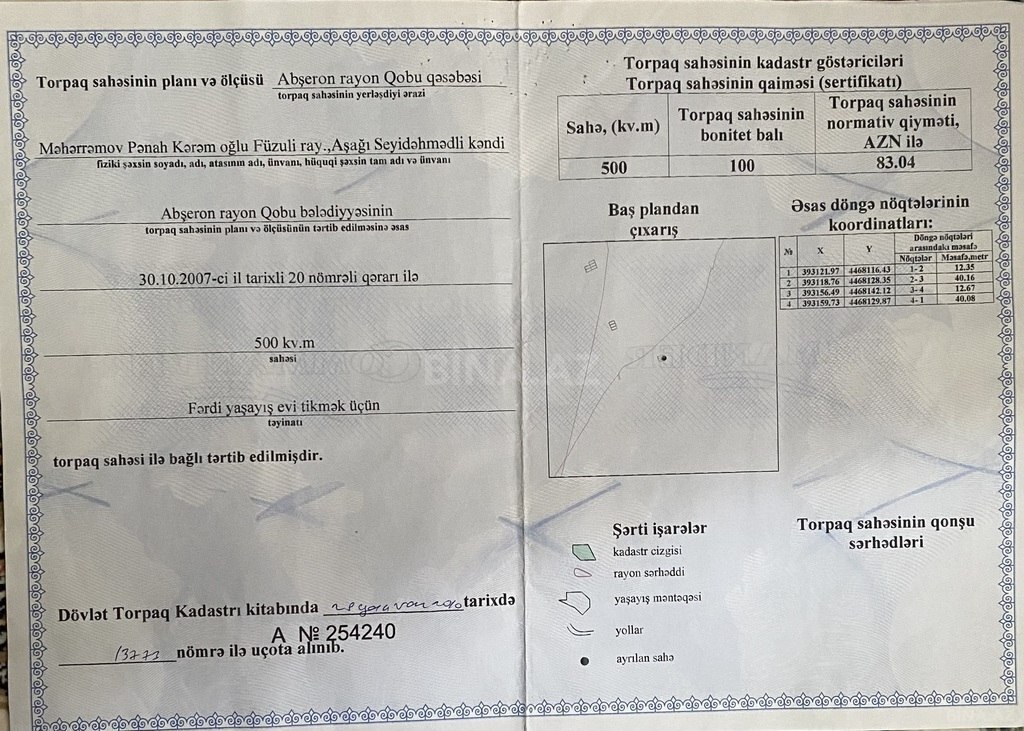 Torpaq sahəsinin planı və ölçüsü Abşeron rayon Qobu qəsəbəsi
torpaq sahəsinin yerləşdiyi ərazi
Məhərrəmov Pənah Kərəm oğlu Füzuli ray.,Aşağı Seyidəhmədli kəndi
fiziki şəxsin soyadı, adı, atasının adı, ünvanı, hüquqi şəxsin tam adı və ünvanı
Abşeron rayon Qobu bələdiyyəsinin
torpaq sahəsinin planı və ölçüsünün tərtib edilməsinə əsas
30.10.2007-ci il tarixli 20 nömrəli qərarı ilə
500 kv.m
sahəsi
Fərdi yaşayış evi tikmək üçün
təyinatı
torpaq sahəsi ilə bağlı tərtib edilmişdir.
Dövlət Torpaq Kadastrı kitabında tarixdə
A № 254240
13773 nömrə ilə uçota alınıb.
Torpaq sahəsinin kadastr göstəriciləri
Torpaq sahəsinin qaiməsi (sertifikatı)
Sahə, (kv.m) Torpaq sahəsinin bonitet balı Torpaq sahəsinin normativ qiyməti, AZN ilə
500 100 83.04
Baş plandan
çıxarış
Əsas döngə nöqtələrinin
koordinatları:
№ X Y Döngə nöqtələri arasındakı məsafə
Nöqtələr Məsafə,metr
1 393121.97 4468116.43 1- 2 12.35
2 393118.76 4468128.35 2- 3 40.16
3 393156.49 4468142.12 3- 4 12.67
4 393159.73 4468129.87 4- 1 40.08
BINA.AZ
Şərti işarələr
kadastr cizgisi
rayon sərhəddi
yaşayış məntəqəsi
yollar
ayrılan sahə
Torpaq sahəsinin qonşu
sərhədləri